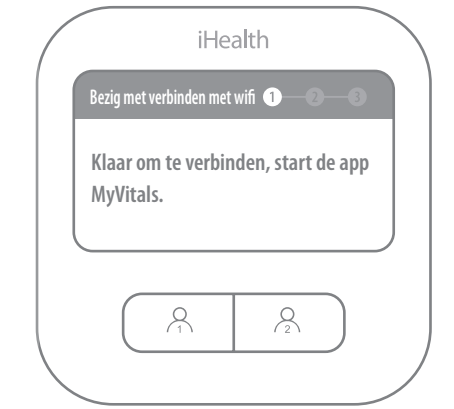 iHealth
Bezig met verbinden met wifi 1 2 3
Klaar om te verbinden, start de app
MyVitals.
1 2